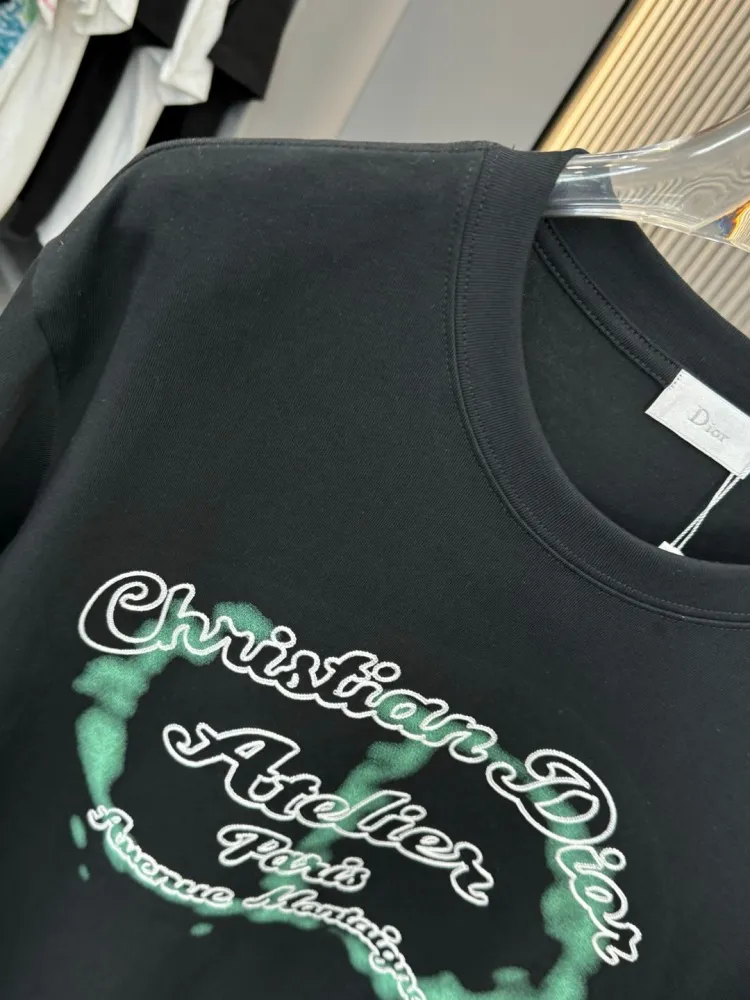 Dior
Christian Dior
Atelier
Paris
Avenue Montaigne